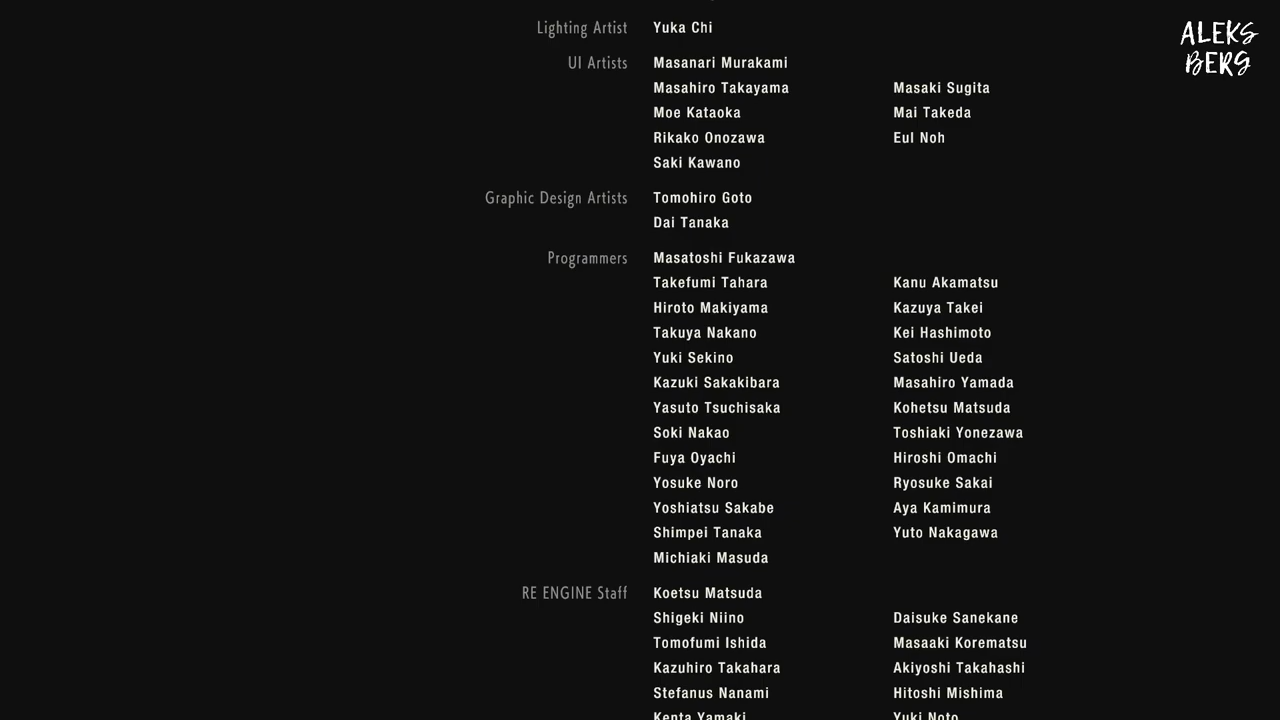 Lighting Artist Yuka Chi
ALEKS
BERG
UI Artists Masanari Murakami
Masahiro Takayama Masaki Sugita
Moe Kataoka Mai Takeda
Rikako Onozawa Eul Noh
Saki Kawano
Graphic Design Artists Tomohiro Goto
Dai Tanaka
Programmers Masatoshi Fukazawa
Takefumi Tahara Kanu Akamatsu
Hiroto Makiyama Kazuya Takei
Takuya Nakano Kei Hashimoto
Yuki Sekino Satoshi Ueda
Kazuki Sakakibara Masahiro Yamada
Yasuto Tsuchisaka Kohetsu Matsuda
Soki Nakao Toshiaki Yonezawa
Fuya Oyachi Hiroshi Omachi
Yosuke Noro Ryosuke Sakai
Yoshiatsu Sakabe Aya Kamimura
Shimpei Tanaka Yuto Nakagawa
Michiaki Masuda
RE ENGINE Staff Koetsu Matsuda
Shigeki Niino Daisuke Sanekane
Tomofumi Ishida Masaaki Korematsu
Kazuhiro Takahara Akiyoshi Takahashi
Stefanus Nanami Hitoshi Mishima
Kenta Yamaki Yuki Noto